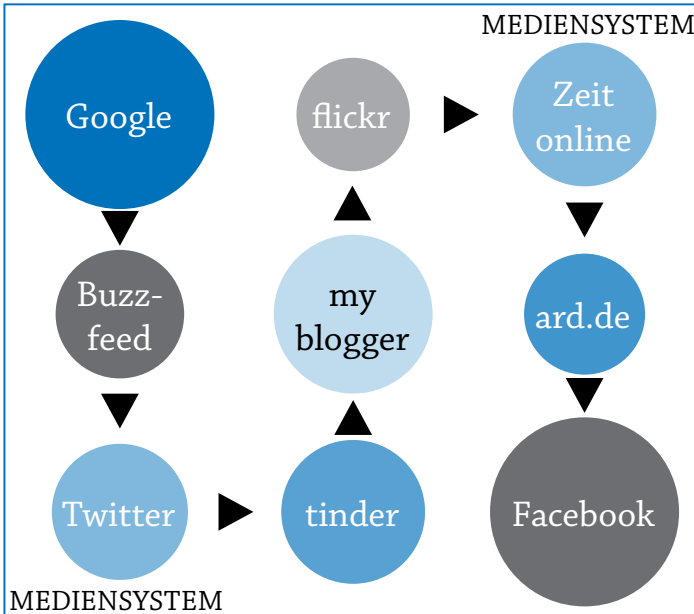 MEDIENSYSTEM
Google
flickr
Zeit
online
Buzz-
feed
my
blogger
ard.de
Twitter
tinder
Facebook
MEDIENSYSTEM